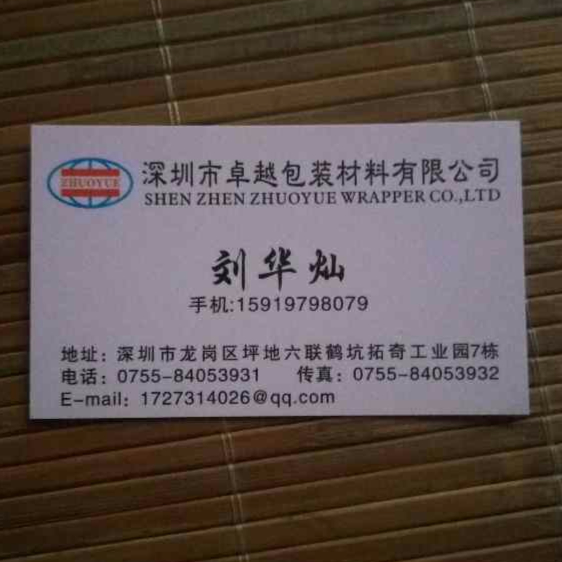 ZHUOYUE
深圳市卓越包装材料有限公司
SHEN ZHEN ZHUOYUE WRAPPER CO.,LTD
刘华灿
手机:15919798079
地址：深圳市龙岗区坪地六联鹤坑拓奇工业园7栋
电话：0755-84053931 传真：0755-84053932
E-mail：1727314026@qq.com